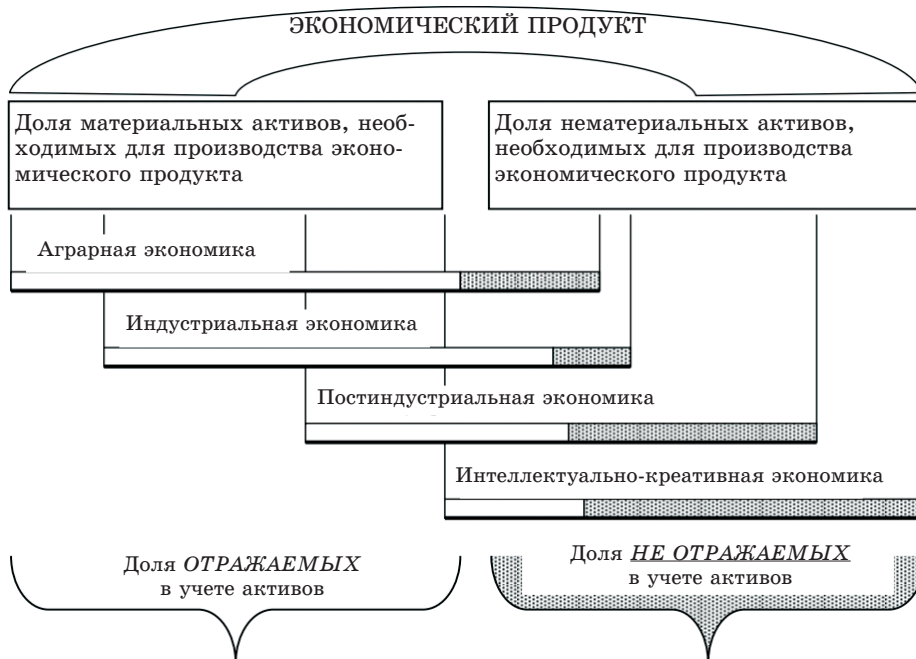 ЭКОНОМИЧЕСКИЙ ПРОДУКТ
Доля материальных активов, необ-
ходимых для производства эконо-
мического продукта
Доля нематериальных активов,
необходимых для производства
экономического продукта
Аграрная экономика
Индустриальная экономика
Постиндустриальная экономика
Интеллектуально-креативная экономика
Доля ОТРАЖАЕМЫХ
в учете активов
Доля НЕ ОТРАЖАЕМЫХ
в учете активов